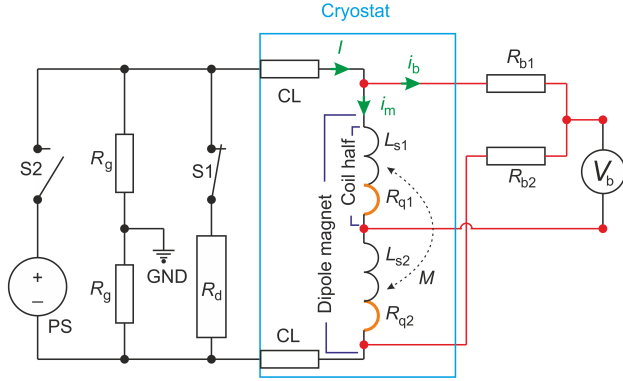 Cryostat
I
i_b
R_b1
CL
i_m
S2
R_g
S1
L_s1
Coil half
R_q1
R_b2
V_b
Dipole magnet
GND
L_s2
M
+
−
PS
R_g
R_d
R_q2
CL